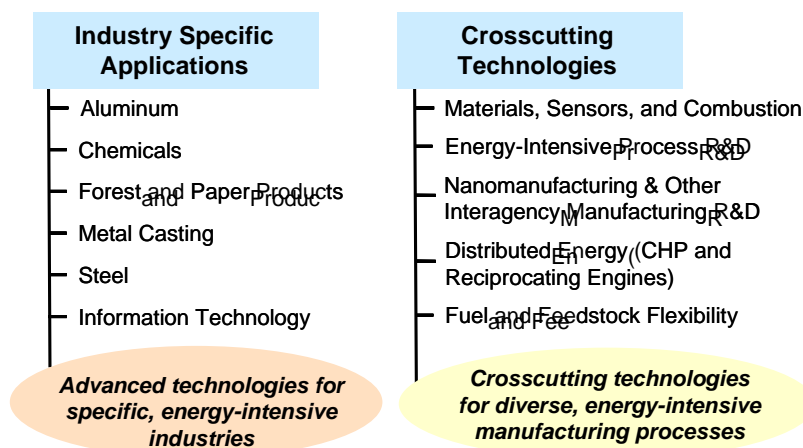 Industry Specific
Applications
Aluminum
Chemicals
Forest and Paper Products
Metal Casting
Steel
Information Technology
Advanced technologies for
specific, energy-intensive
industries
Crosscutting
Technologies
Materials, Sensors, and Combustion
Energy-Intensive Process R&D
Nanomanufacturing & Other
Interagency Manufacturing R&D
Distributed Energy (CHP and
Reciprocating Engines)
Fuel and Feedstock Flexibility
Crosscutting technologies
for diverse, energy-intensive
manufacturing processes